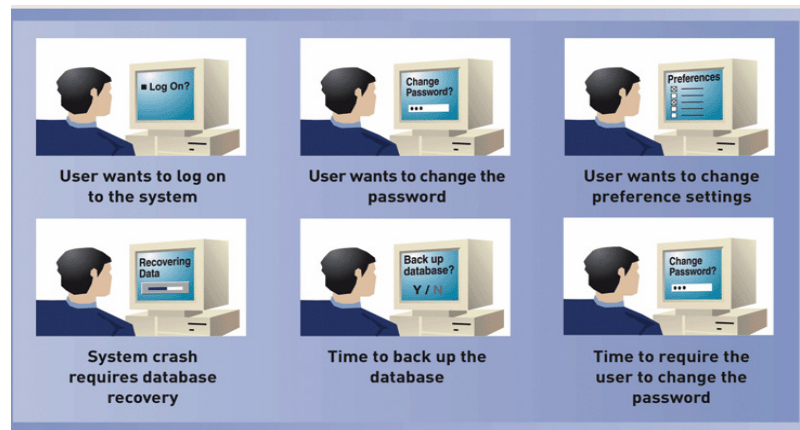 Log On?
User wants to log on
to the system
Change
Password?
User wants to change the
password
Preferences
User wants to change
preference settings
Recovering
Data
System crash
requires database
recovery
Back up
database?
Y / N
Time to back up the
database
Change
Password?
Time to require the
user to change the
password